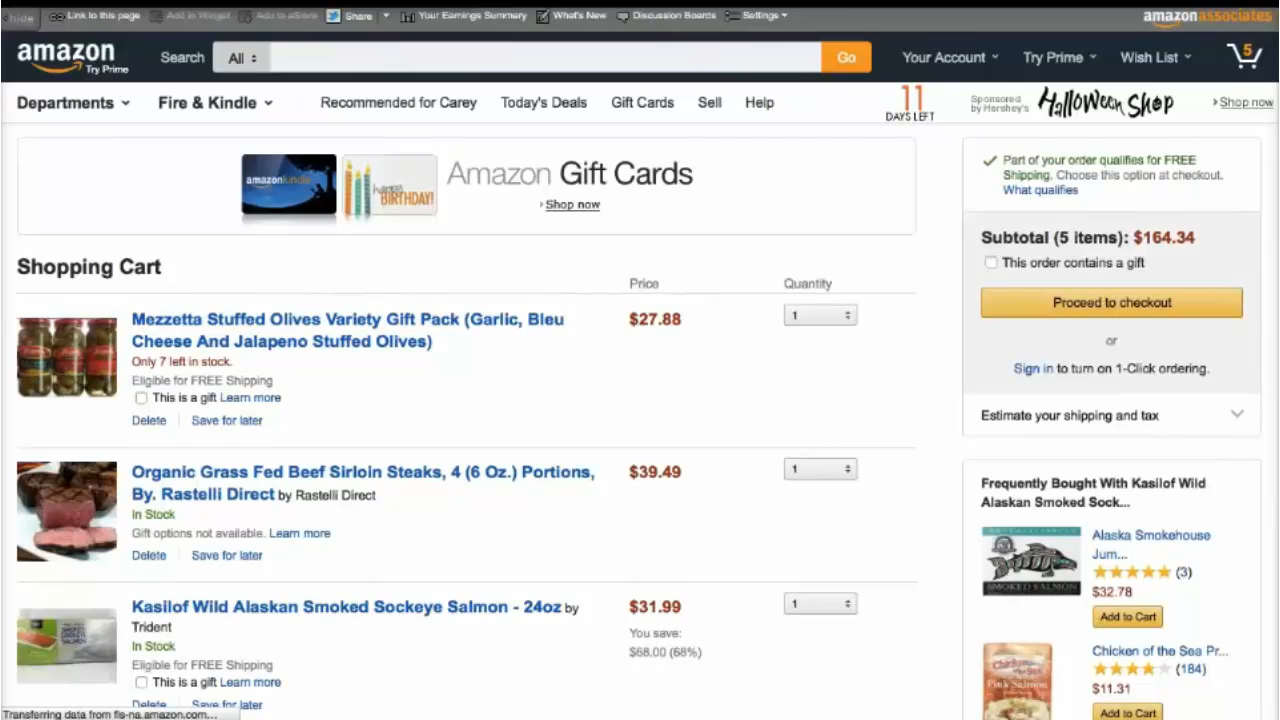 hide
Link to this page
Add to Widget
Add to aStore
Share
Your Earnings Summary
What's New
Discussion Boards
Settings
amazonassociates
amazon
Try Prime
Search
All
Go
Your Account
Try Prime
Wish List
5
Departments
Fire & Kindle
Recommended for Carey
Today's Deals
Gift Cards
Sell
Help
11
DAYS LEFT
Sponsored
by Hershey's
Halloween Shop
Shop now
amazonkindle
happy
BIRTHDAY!
Amazon Gift Cards
Shop now
Part of your order qualifies for FREE
Shipping. Choose this option at checkout.
What qualifies
Subtotal (5 items): $164.34
This order contains a gift
Proceed to checkout
or
Sign in to turn on 1-Click ordering.
Estimate your shipping and tax
Shopping Cart
Price
Quantity
Mezzetta Stuffed Olives Variety Gift Pack (Garlic, Bleu
Cheese And Jalapeno Stuffed Olives)
Only 7 left in stock.
Eligible for FREE Shipping
This is a gift Learn more
Delete
Save for later
$27.88
1
Organic Grass Fed Beef Sirloin Steaks, 4 (6 Oz.) Portions,
By. Rastelli Direct by Rastelli Direct
In Stock
Gift options not available. Learn more
Delete
Save for later
$39.49
1
Kasilof Wild Alaskan Smoked Sockeye Salmon - 24oz by
Trident
In Stock
Eligible for FREE Shipping
This is a gift Learn more
Delete
Save for later
$31.99
You save:
$68.00 (68%)
1
Frequently Bought With Kasilof Wild
Alaskan Smoked Sock...
SMOKED SALMON
Alaska Smokehouse
Jum...
(3)
$32.78
Add to Cart
Chicken of the Sea
Pink Salmon
Chicken of the Sea Pr...
(184)
$11.31
Add to Cart
Transferring data from fls-na.amazon.com...